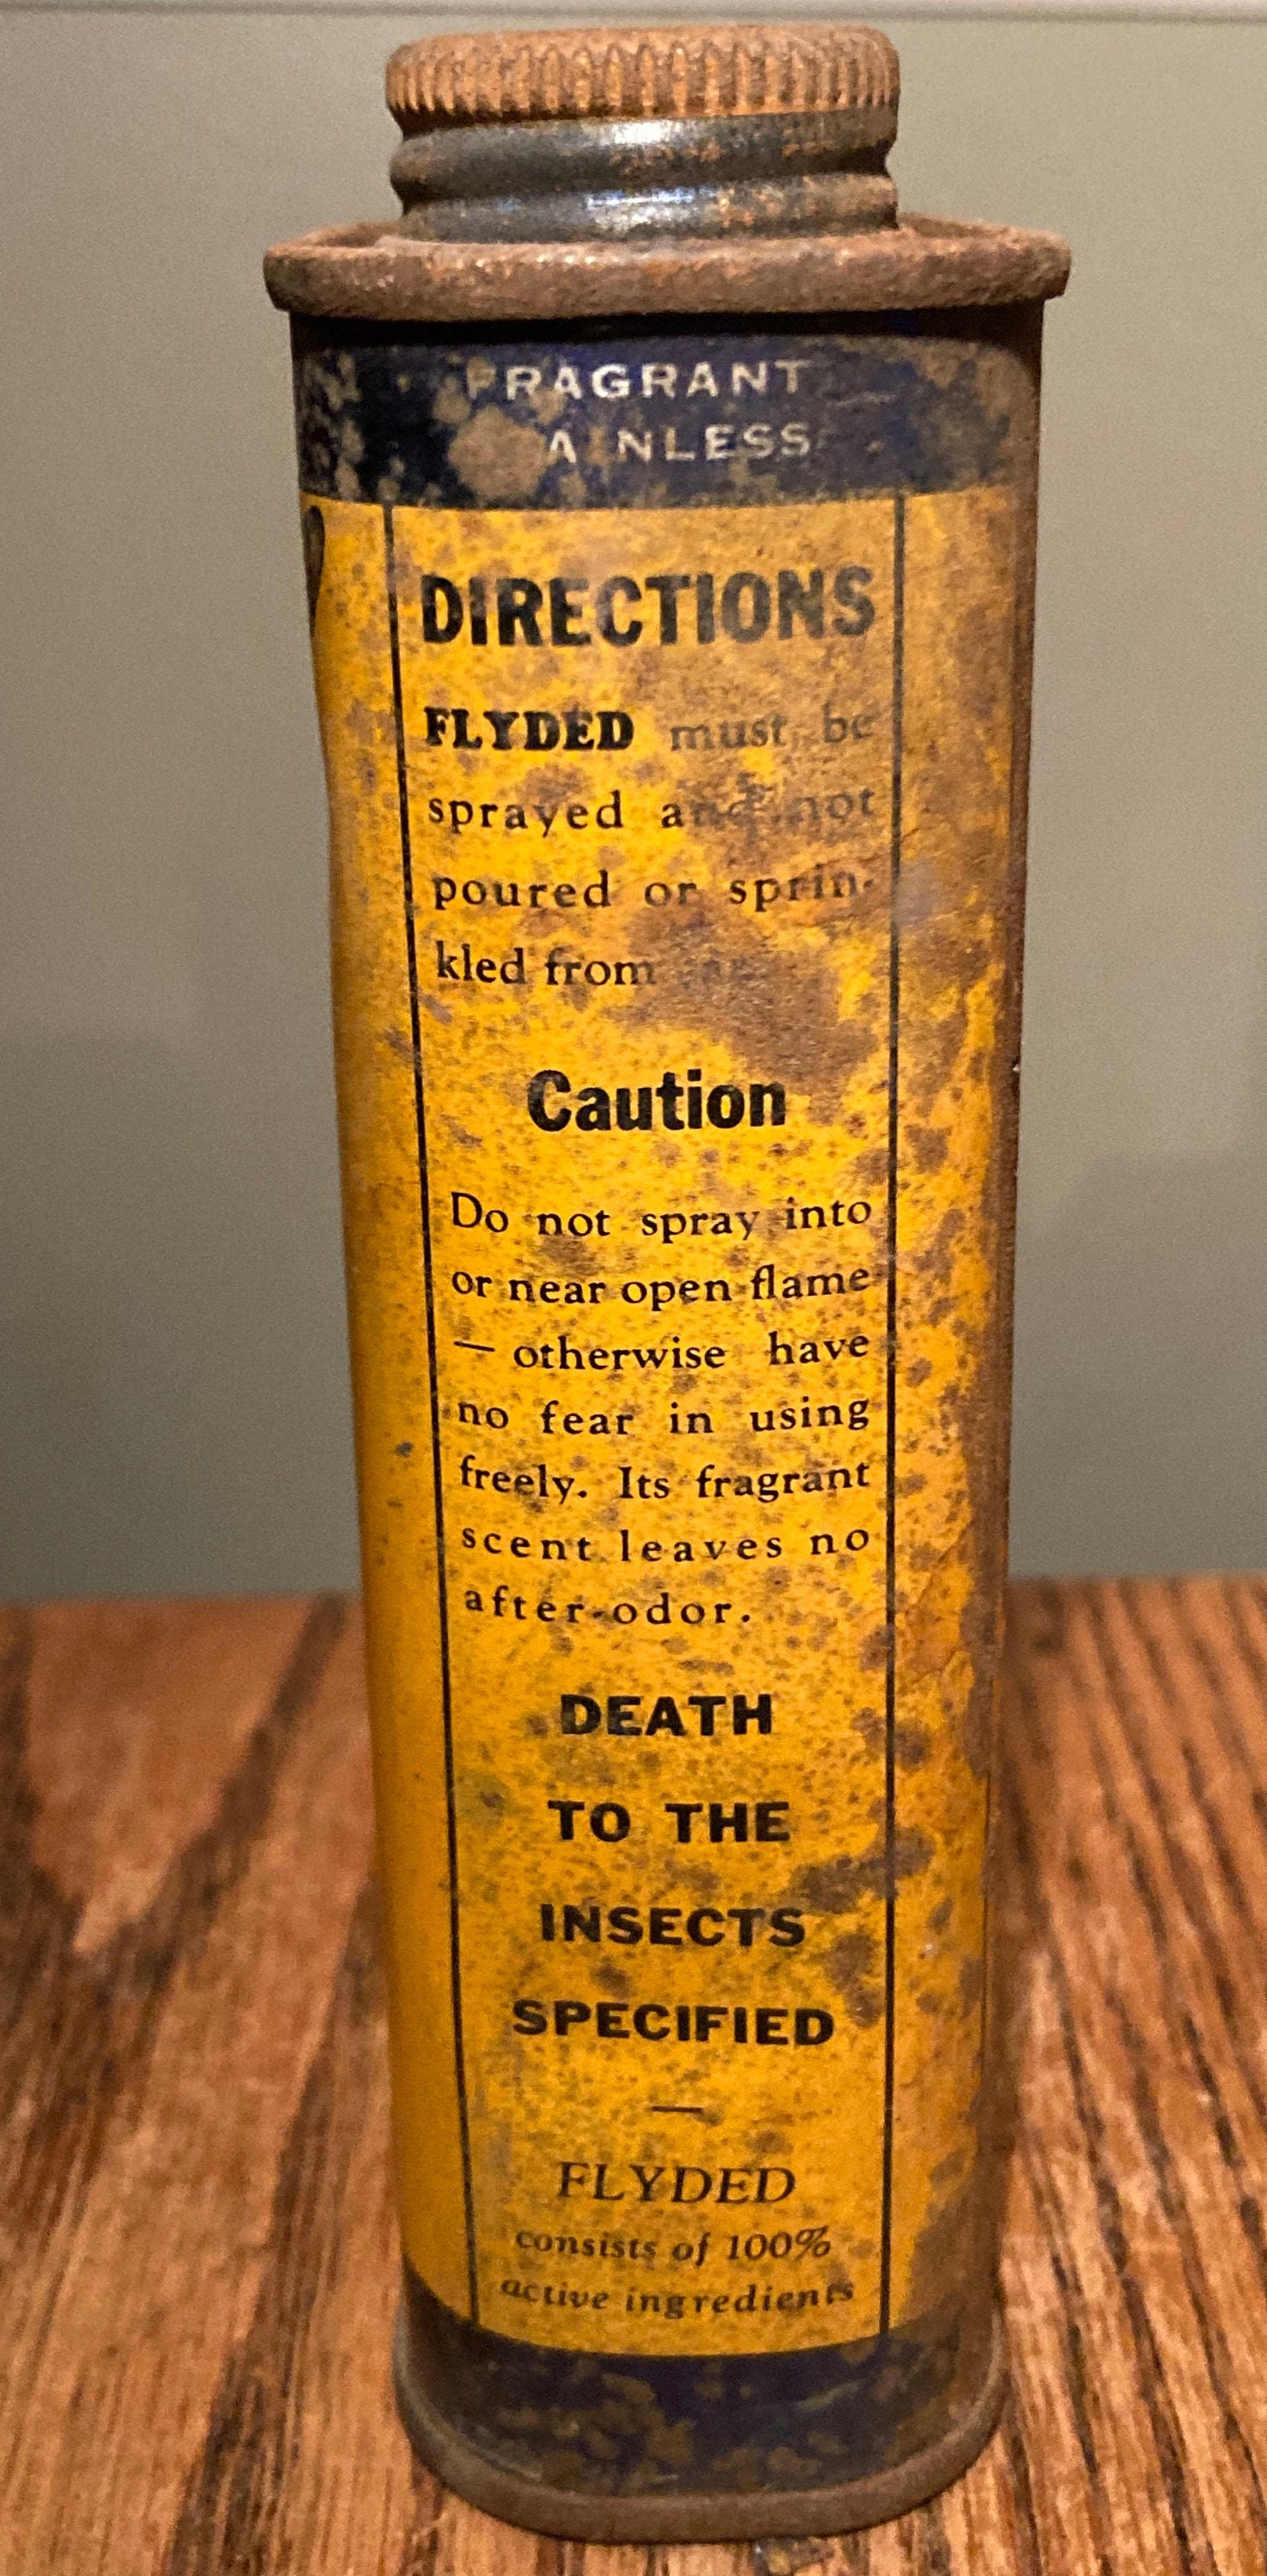 FRAGRANT
DIRECTIONS
FLYDED must be
sprayed and not
poured or sprin-
kled from
Caution
Do not spray into
or near open flame
— otherwise have
no fear in using
freely. Its fragrant
scent leaves no
after-odor.
DEATH
TO THE
INSECTS
SPECIFIED
—
FLYDED
consists of 100%
active ingredients